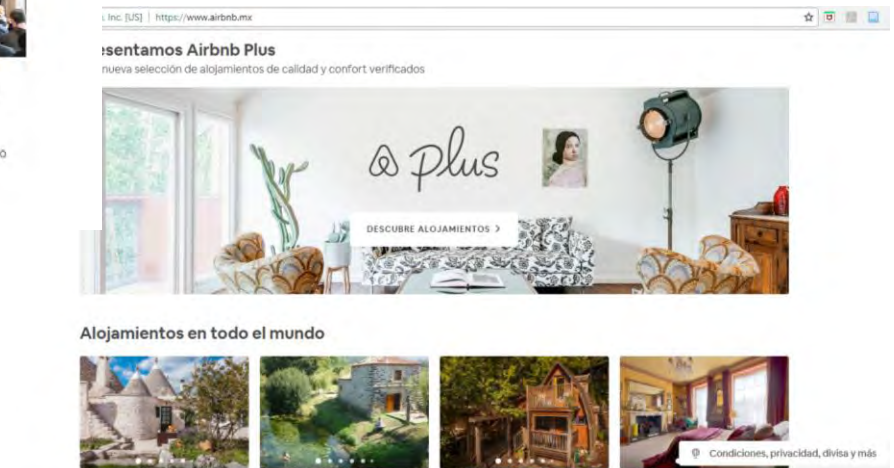 Inc. [US] | https://www.airbnb.mx
esentamos Airbnb Plus
nueva selección de alojamientos de calidad y confort verificados
plus
DESCUBRE ALOJAMIENTOS >
Alojamientos en todo el mundo
Condiciones, privacidad, divisa y más